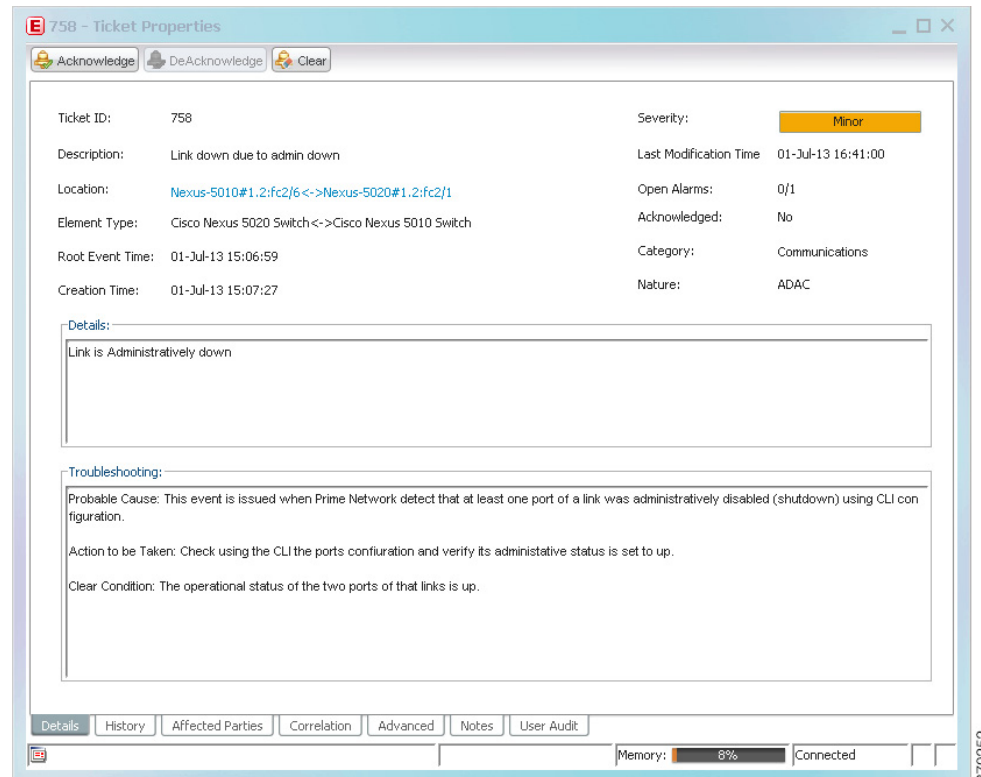 E 758 - Ticket Properties
Acknowledge DeAcknowledge Clear
Ticket ID: 758 Severity: Minor
Description: Link down due to admin down Last Modification Time 01-Jul-13 16:41:00
Location: Nexus-5010#1.2:fc2/6<->Nexus-5020#1.2:fc2/1 Open Alarms: 0/1
Element Type: Cisco Nexus 5020 Switch<->Cisco Nexus 5010 Switch Acknowledged: No
Root Event Time: 01-Jul-13 15:06:59 Category: Communications
Creation Time: 01-Jul-13 15:07:27 Nature: ADAC
Details:
Link is Administratively down
Troubleshooting:
Probable Cause: This event is issued when Prime Network detect that at least one port of a link was administratively disabled (shutdown) using CLI con
figuration.
Action to be Taken: Check using the CLI the ports confiuration and verify its administative status is set to up.
Clear Condition: The operational status of the two ports of that links is up.
Details History Affected Parties Correlation Advanced Notes User Audit
Memory: 8% Connected